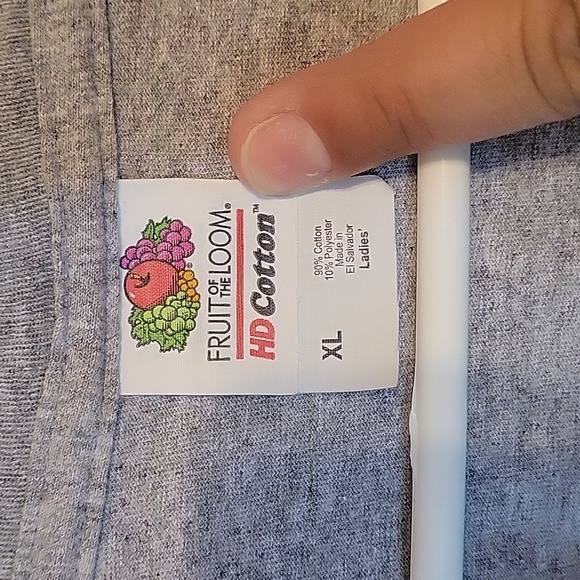 FRUIT OF THE LOOM®
HD Cotton™
XL
90% Cotton
10% Polyester
Made in
El Salvador
Ladies'